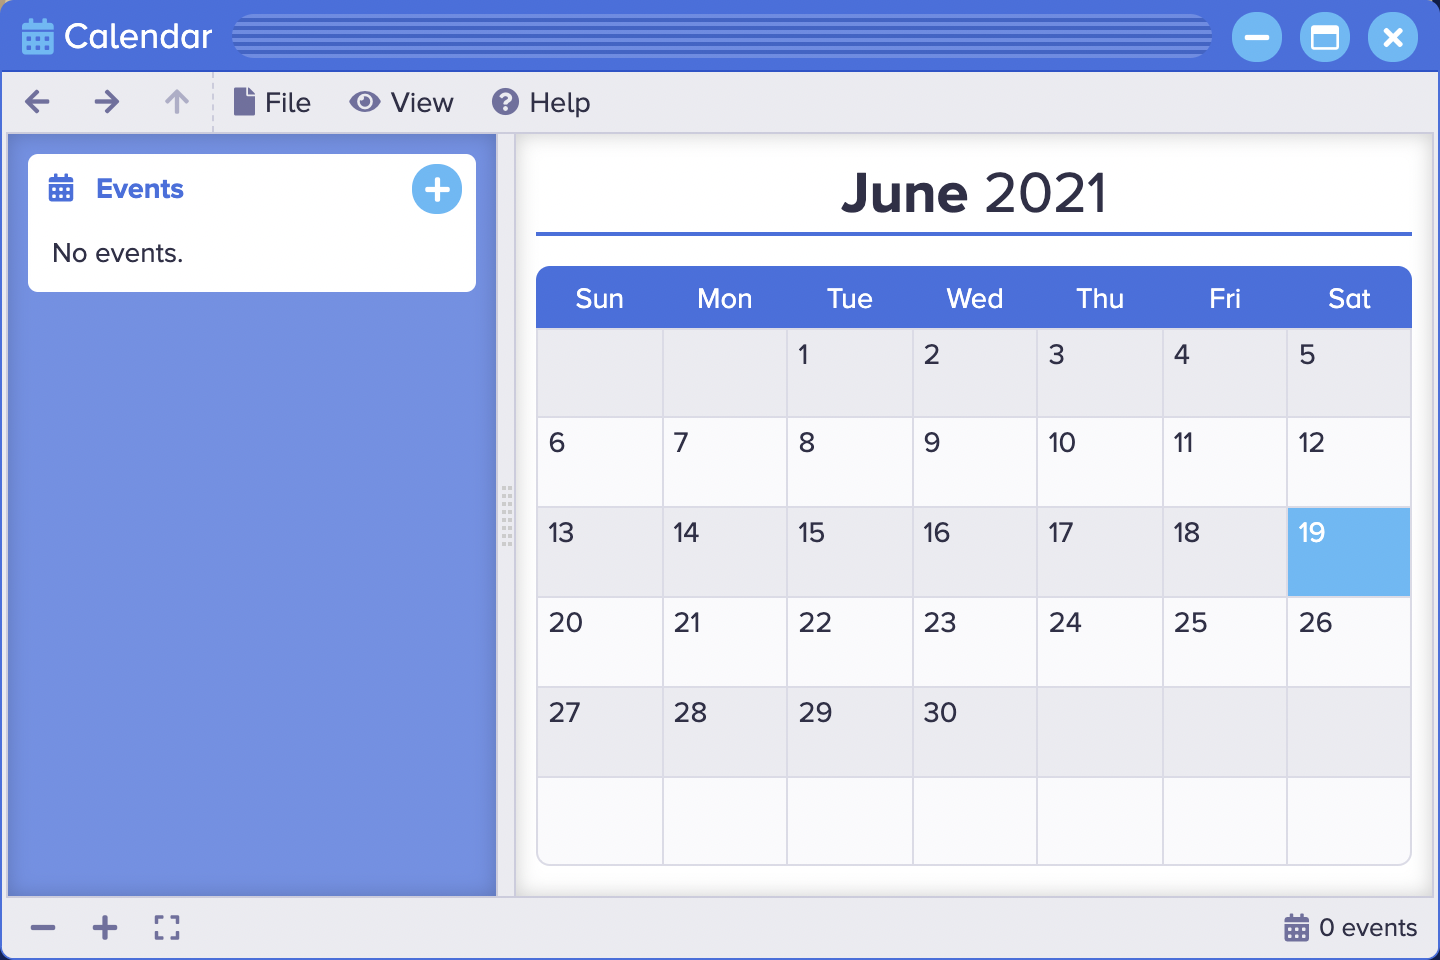 Calendar
File View Help
Events
No events.
June 2021
Sun Mon Tue Wed Thu Fri Sat
1 2 3 4 5
6 7 8 9 10 11 12
13 14 15 16 17 18 19
20 21 22 23 24 25 26
27 28 29 30
0 events